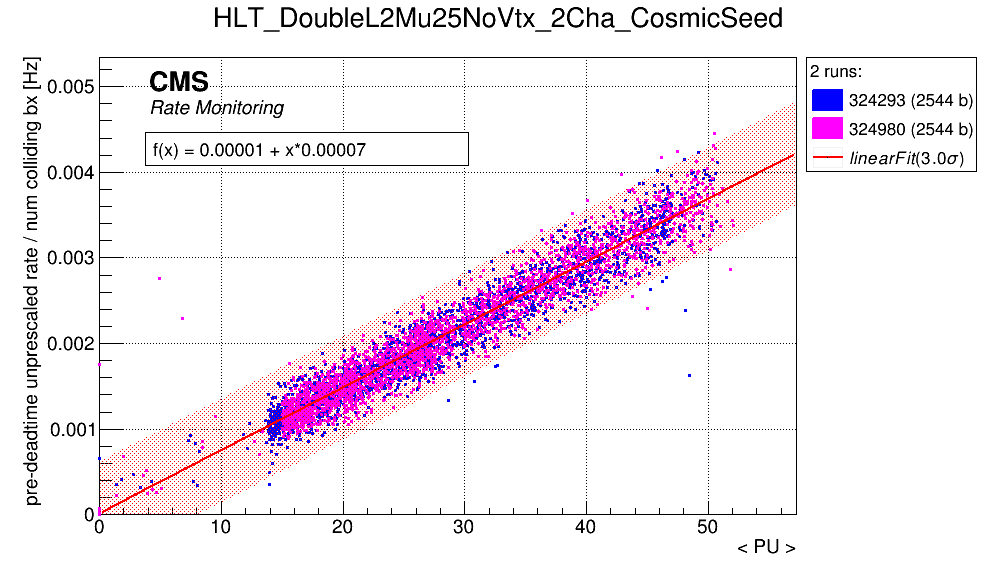 HLT_DoubleL2Mu25NoVtx_2Cha_CosmicSeed
pre-deadtime unprescaled rate / num colliding bx [Hz]
0.005
0.004
0.003
0.002
0.001
0
CMS
Rate Monitoring
f(x) = 0.00001 + x*0.00007
2 runs:
324293 (2544 b)
324980 (2544 b)
linearFit(3.0σ)
0 10 20 30 40 50
< PU >